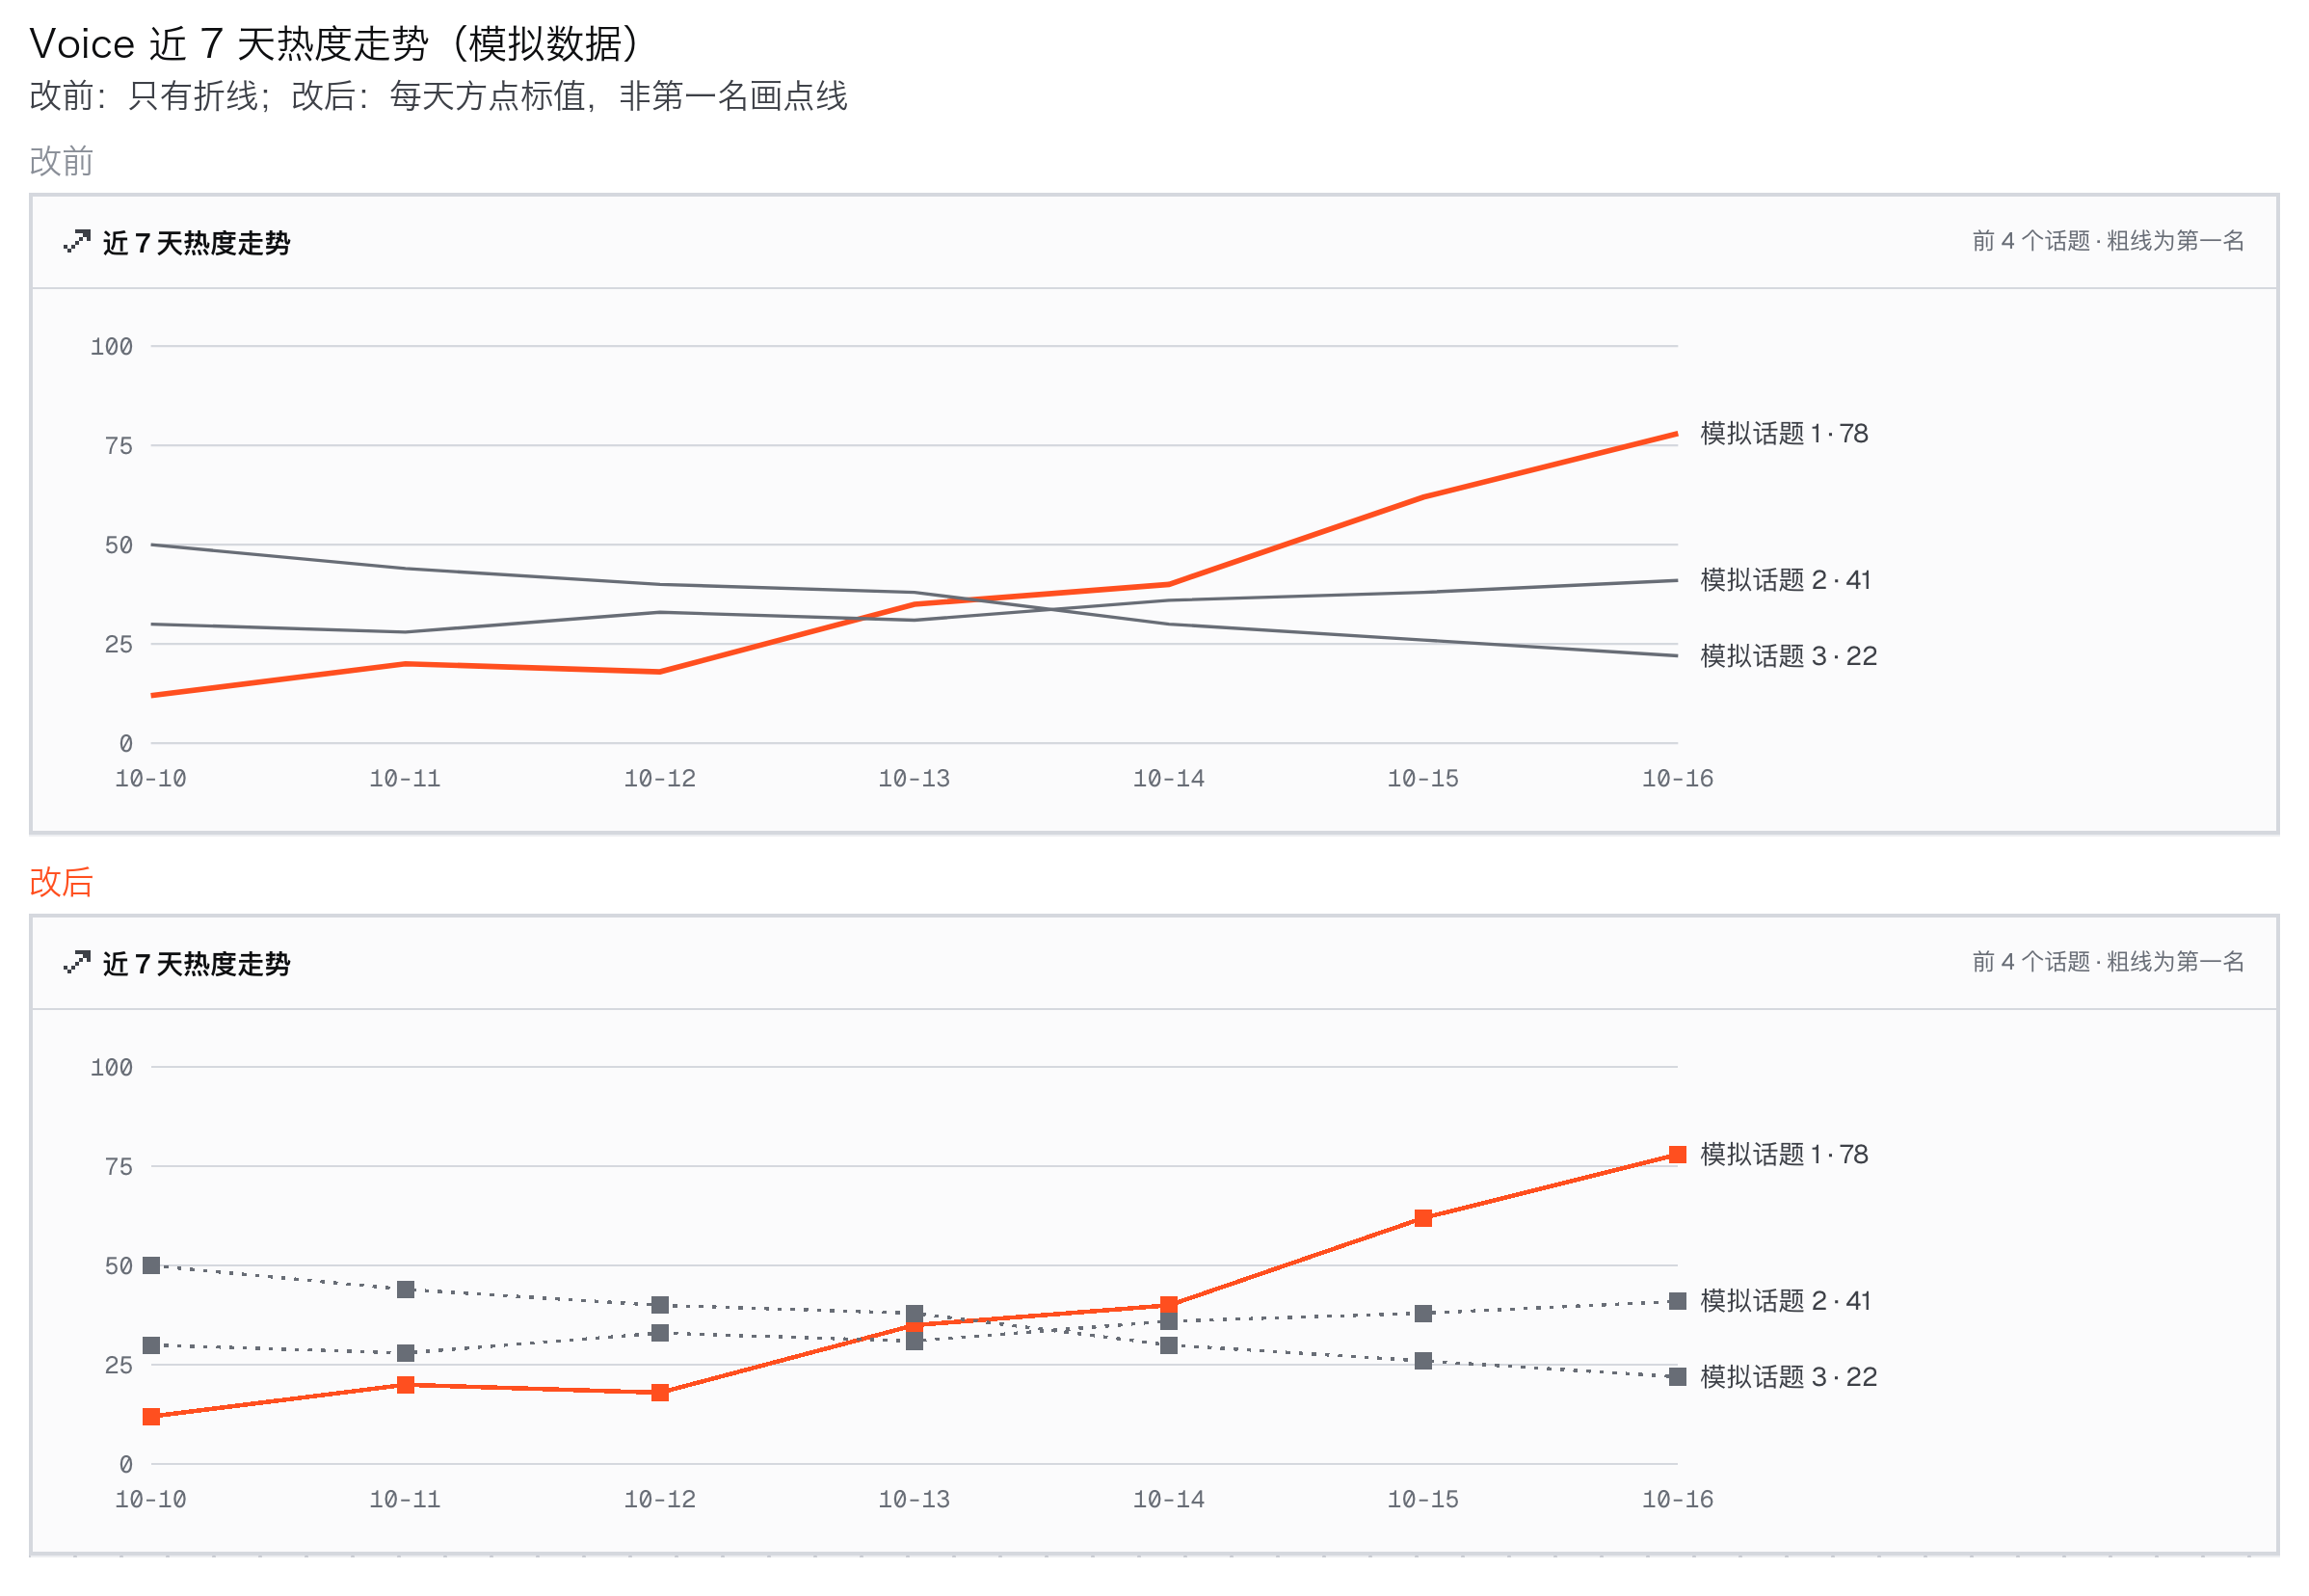 Voice 近 7 天热度走势（模拟数据）
改前：只有折线；改后：每天方点标值，非第一名画点线
改前
近 7 天热度走势
前 4 个话题 · 粗线为第一名
100
75
50
25
0
模拟话题 1 · 78
模拟话题 2 · 41
模拟话题 3 · 22
10-10 10-11 10-12 10-13 10-14 10-15 10-16
改后
近 7 天热度走势
前 4 个话题 · 粗线为第一名
100
75
50
25
0
模拟话题 1 · 78
模拟话题 2 · 41
模拟话题 3 · 22
10-10 10-11 10-12 10-13 10-14 10-15 10-16